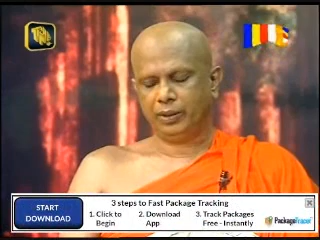 START
DOWNLOAD
3 steps to Fast Package Tracking
1. Click to
Begin
2. Download
App
3. Track Packages
Free - Instantly
PackageTrace